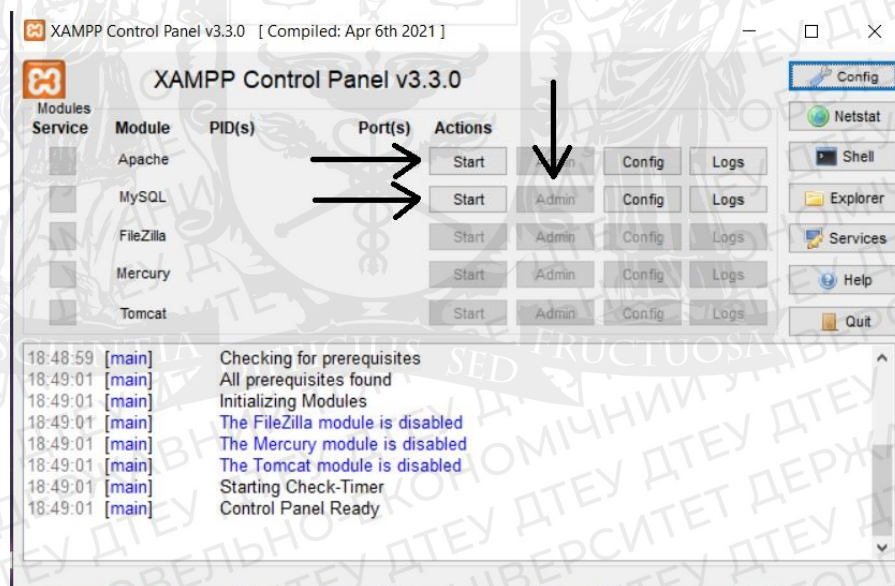 XAMPP Control Panel v3.3.0 [ Compiled: Apr 6th 2021 ]
XAMPP Control Panel v3.3.0
Config
Modules
Service Module PID(s) Port(s) Actions
Netstat
Apache Start Config Logs
Shell
MySQL Start Admin Config Logs
Explorer
FileZilla Start Admin Config Logs
Services
Mercury Start Admin Config Logs
Help
Tomcat Start Admin Config Logs
Quit
18:48:59 [main] Checking for prerequisites
18:49:01 [main] All prerequisites found
18:49:01 [main] Initializing Modules
18:49:01 [main] The FileZilla module is disabled
18:49:01 [main] The Mercury module is disabled
18:49:01 [main] The Tomcat module is disabled
18:49:01 [main] Starting Check-Timer
18:49:01 [main] Control Panel Ready
SED FRUCTUOSA
ДТЕУ